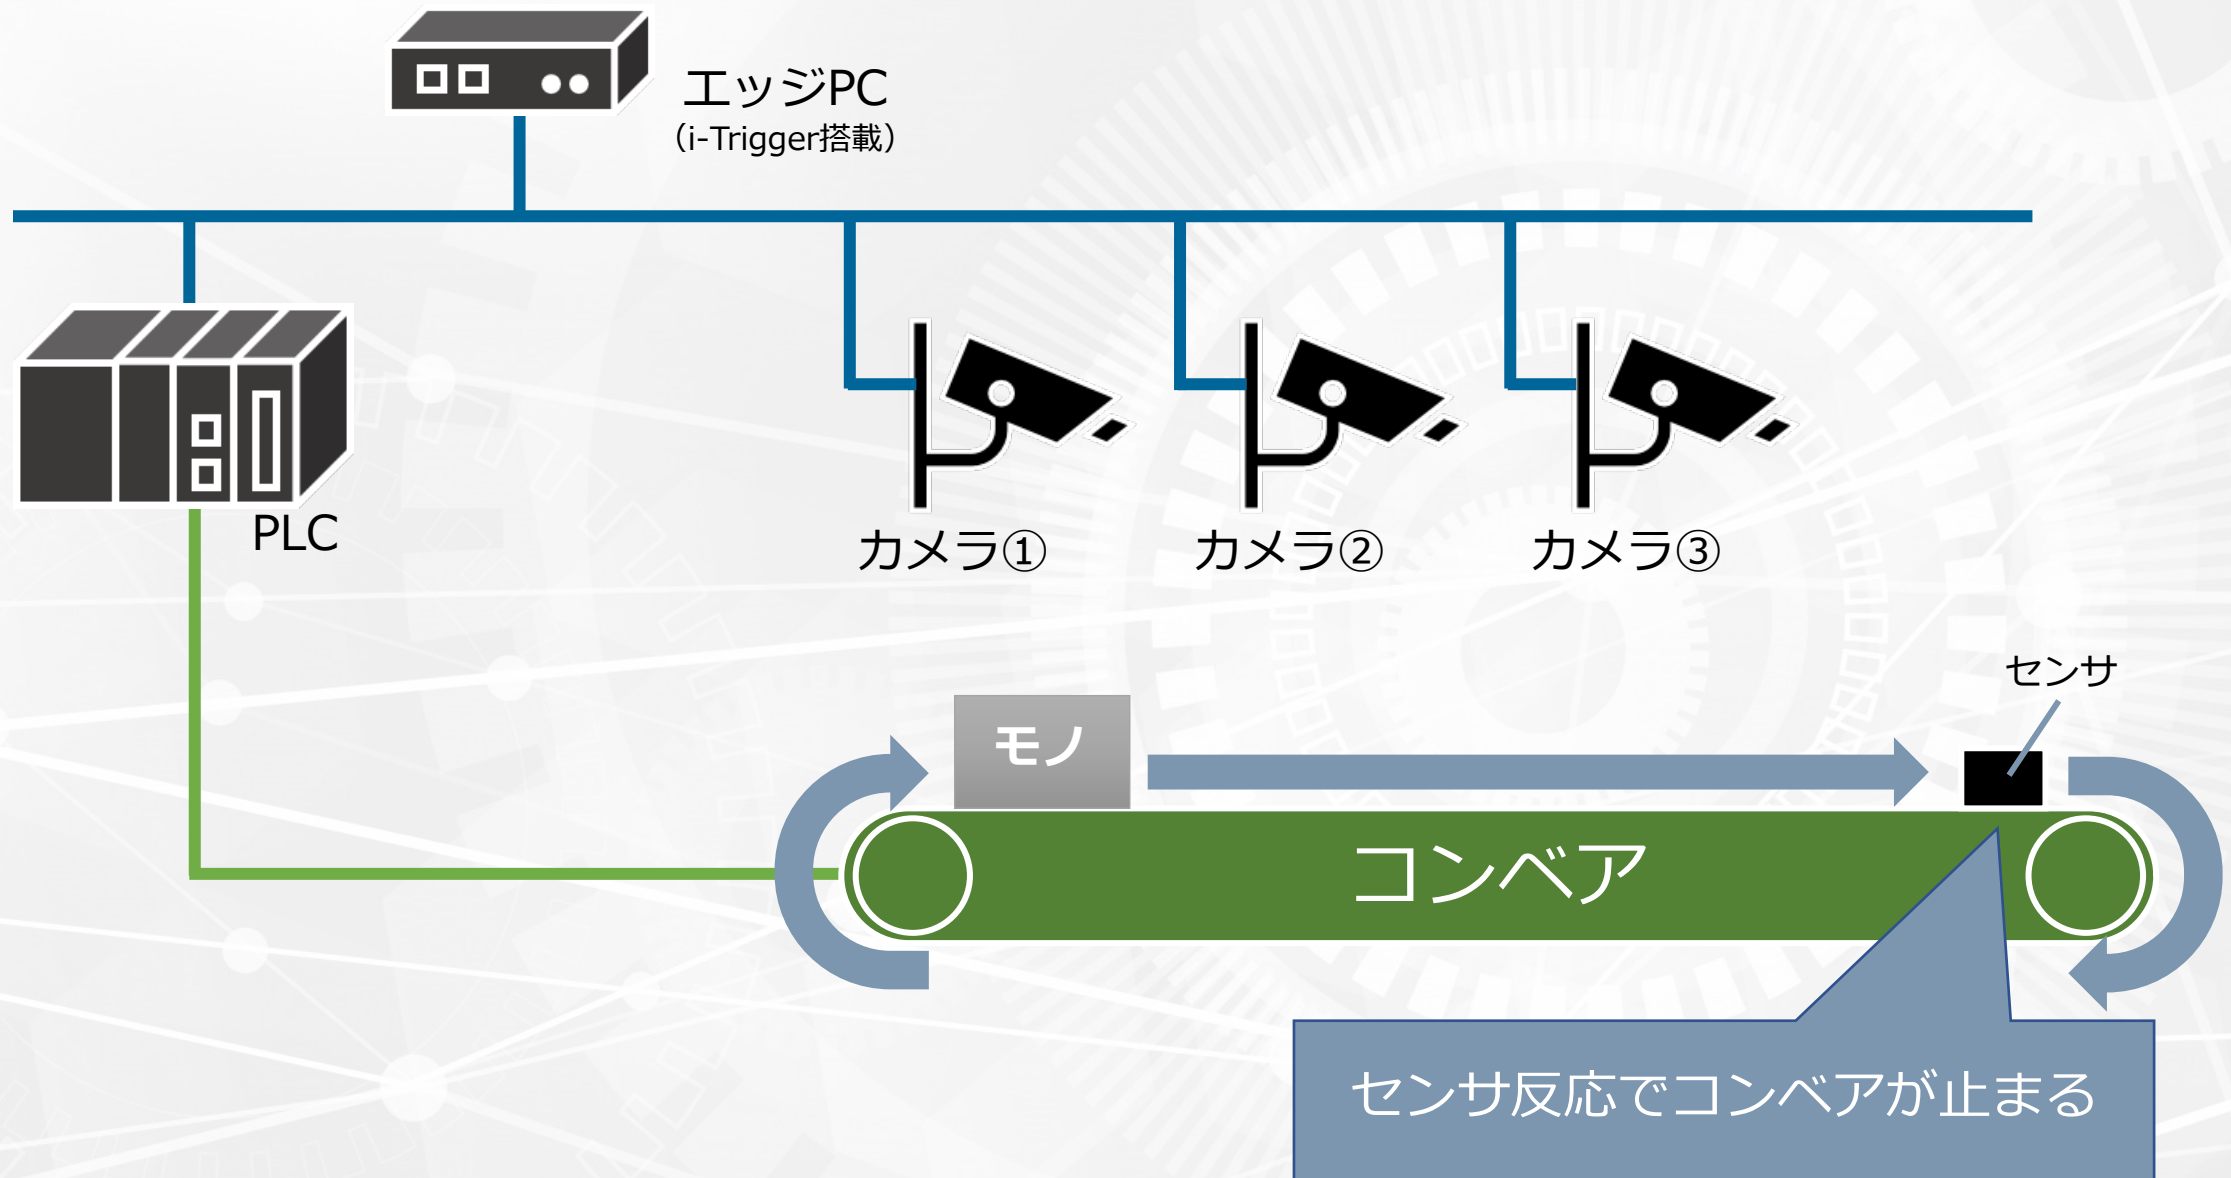 エッジPC
（i-Trigger搭載）
PLC
カメラ①
カメラ②
カメラ③
センサ
モノ
コンベア
センサ反応でコンベアが止まる